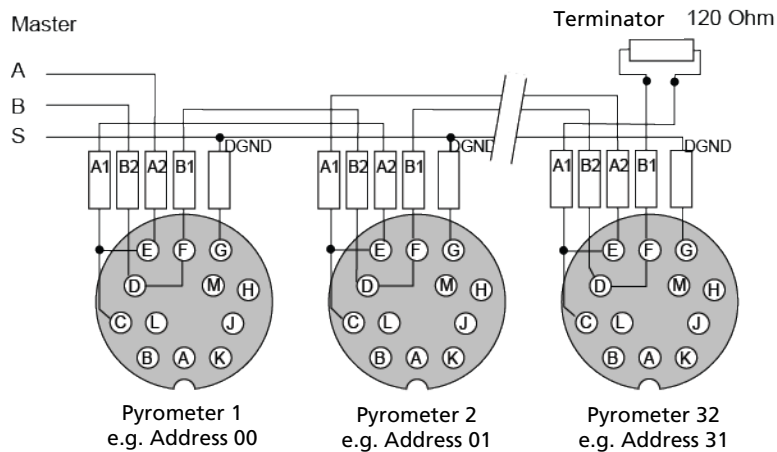 Terminator 120 Ohm
Master
A
B
S
DGND DGND DGND
A1 B2 A2 B1 A1 B2 A2 B1 A1 B2 A2 B1
E F G E F G E F G
D M H D M H D M H
C L J C L J C L J
B A K B A K B A K
Pyrometer 1 Pyrometer 2 Pyrometer 32
e.g. Address 00 e.g. Address 01 e.g. Address 31